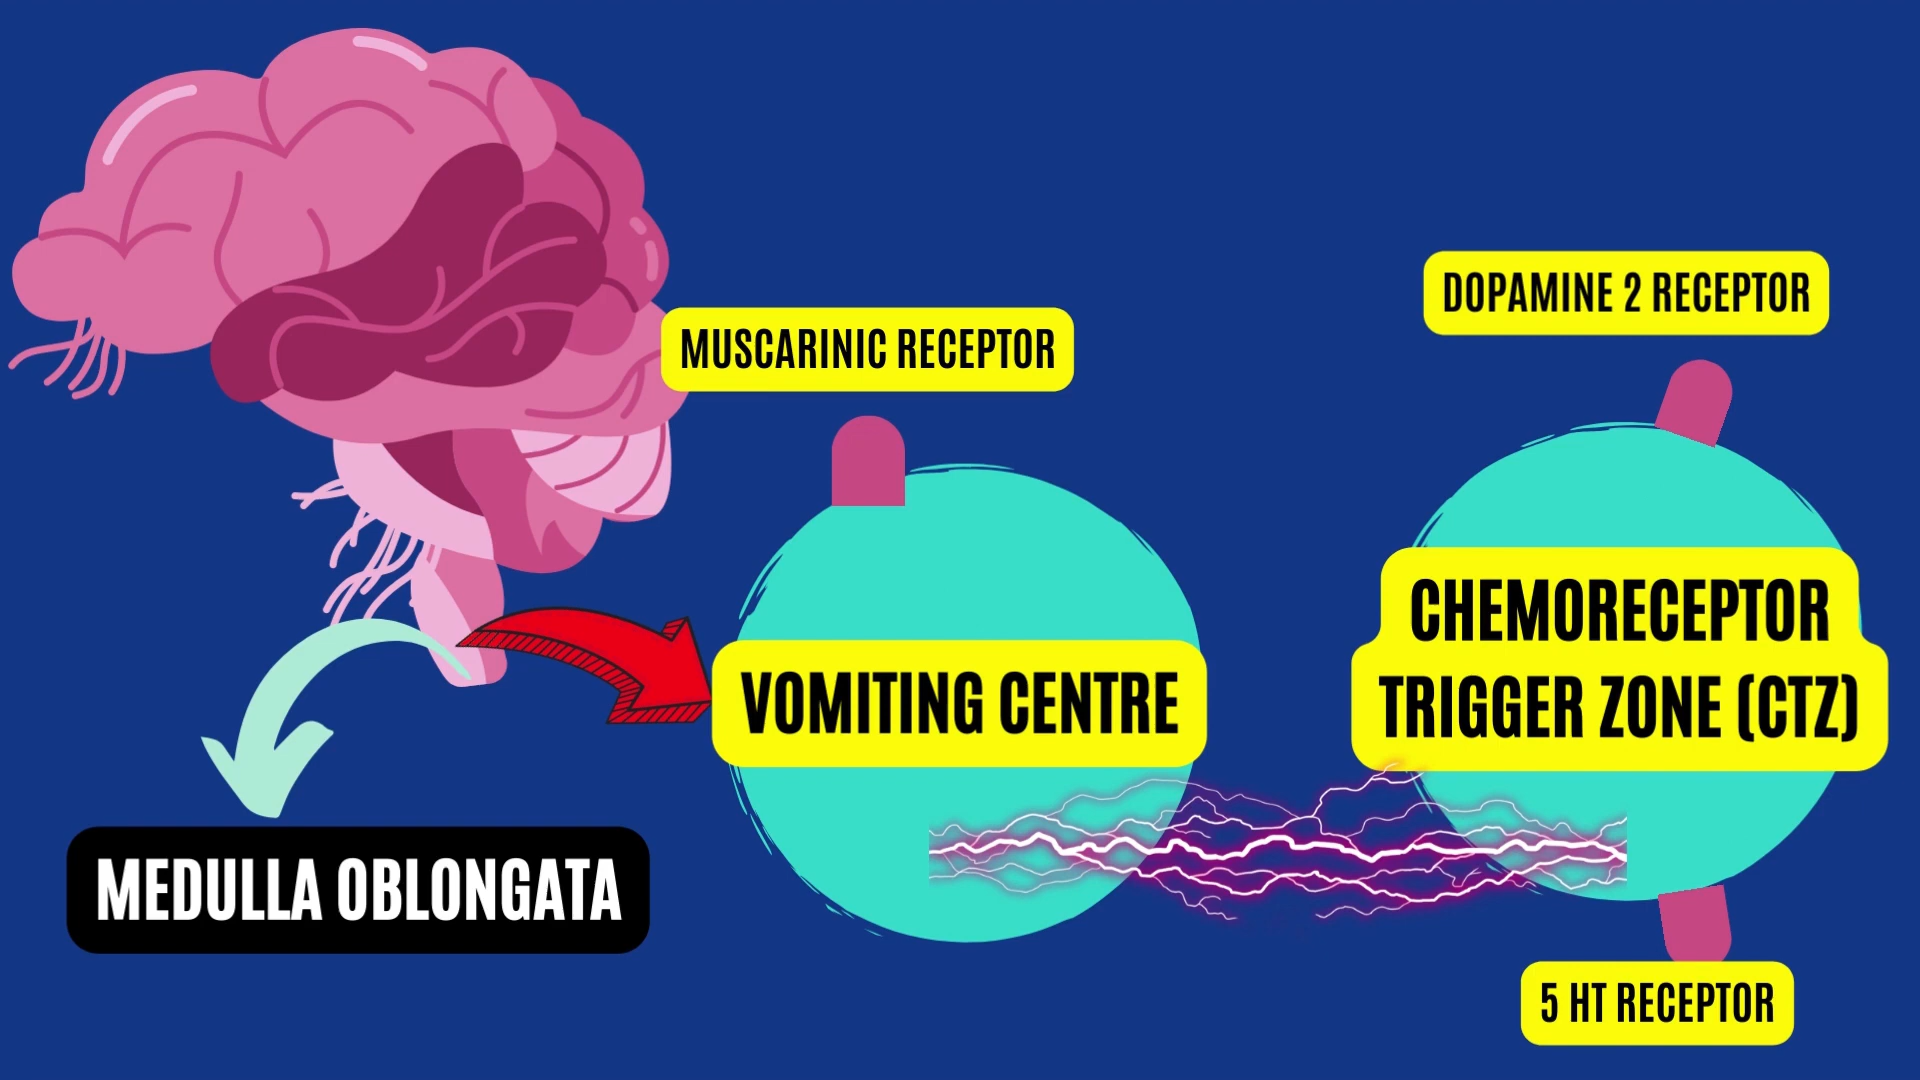 DOPAMINE 2 RECEPTOR
MUSCARINIC RECEPTOR
CHEMORECEPTOR
TRIGGER ZONE (CTZ)
VOMITING CENTRE
MEDULLA OBLONGATA
5 HT RECEPTOR